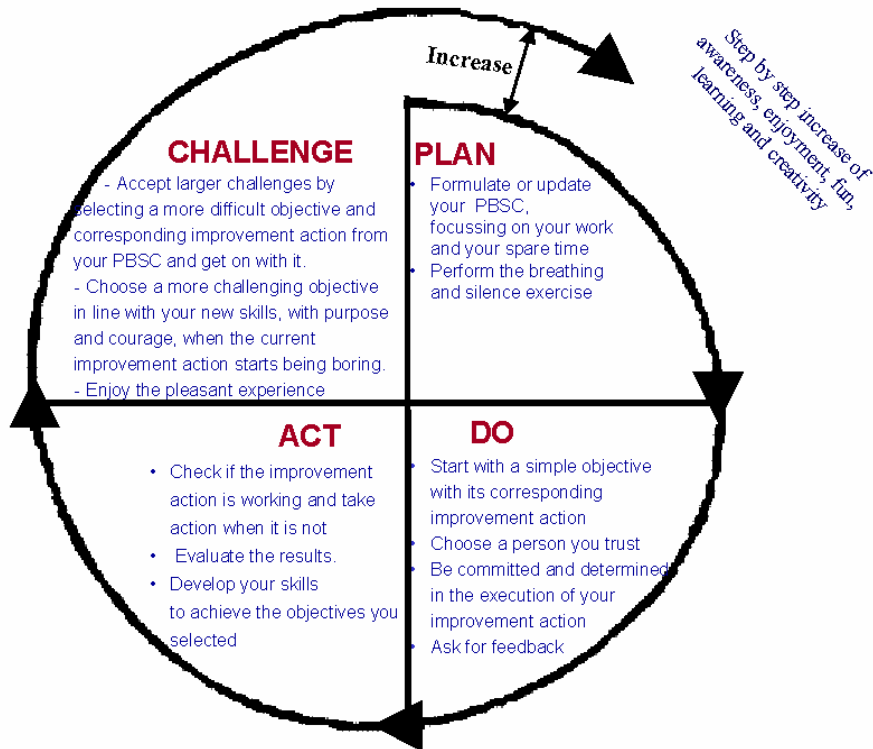 Increase
Step by step increase of
awareness, enjoyment, fun,
learning and creativity
CHALLENGE
- Accept larger challenges by
selecting a more difficult objective and
corresponding improvement action from
your PBSC and get on with it.
- Choose a more challenging objective
in line with your new skills, with purpose
and courage, when the current
improvement action starts being boring.
- Enjoy the pleasant experience
PLAN
• Formulate or update
your PBSC,
focussing on your work
and your spare time
• Perform the breathing
and silence exercise
ACT
• Check if the improvement
action is working and take
action when it is not
• Evaluate the results.
• Develop your skills
to achieve the objectives you
selected
DO
• Start with a simple objective
with its corresponding
improvement action
• Choose a person you trust
• Be committed and determined
in the execution of your
improvement action
• Ask for feedback